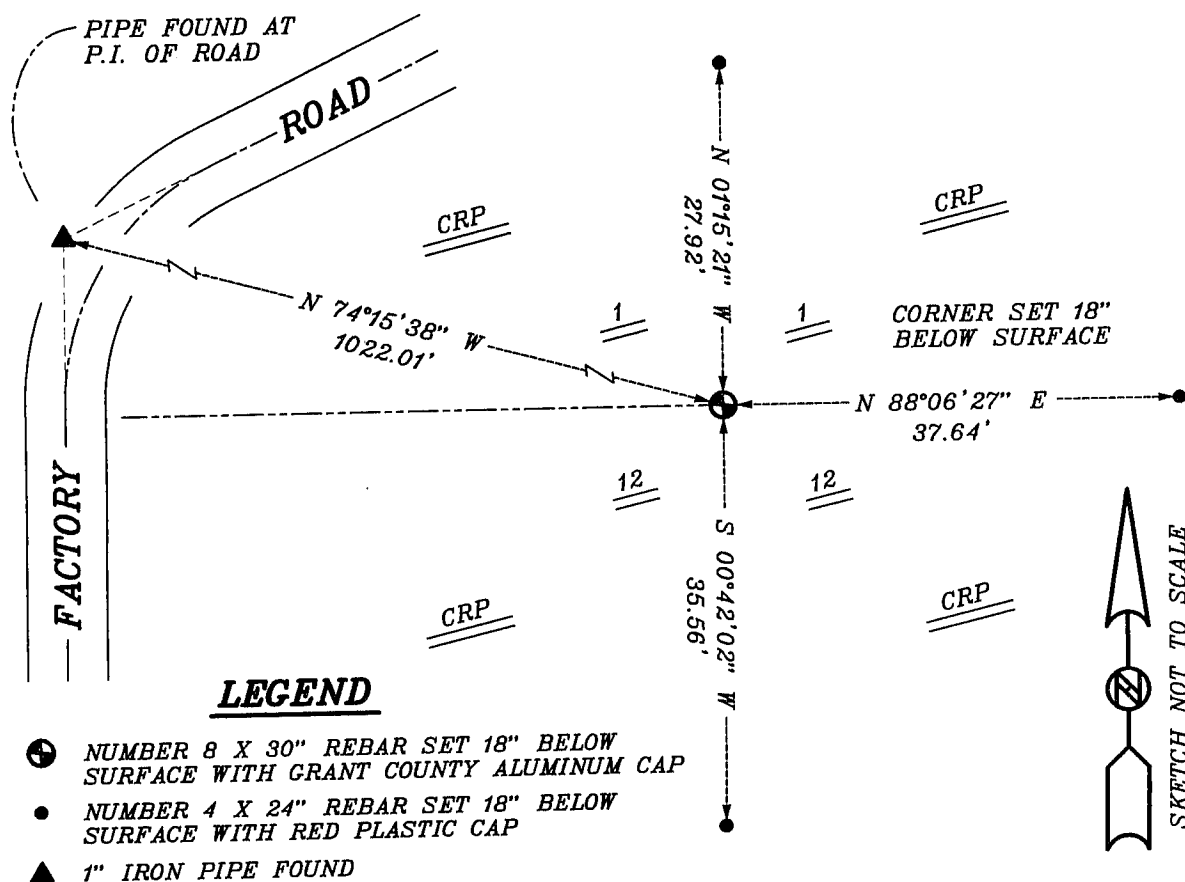 PIPE FOUND AT
P.I. OF ROAD
ROAD
CRP
CRP
N 01°15'21" W
27.92'
N 74°15'38" W
1022.01'
1
1
CORNER SET 18"
BELOW SURFACE
N 88°06'27" E
37.64'
FACTORY
12
12
S 00°42'02" W
35.56'
CRP
CRP
N
SKETCH NOT TO SCALE
LEGEND
NUMBER 8 X 30" REBAR SET 18" BELOW
SURFACE WITH GRANT COUNTY ALUMINUM CAP
NUMBER 4 X 24" REBAR SET 18" BELOW
SURFACE WITH RED PLASTIC CAP
1" IRON PIPE FOUND